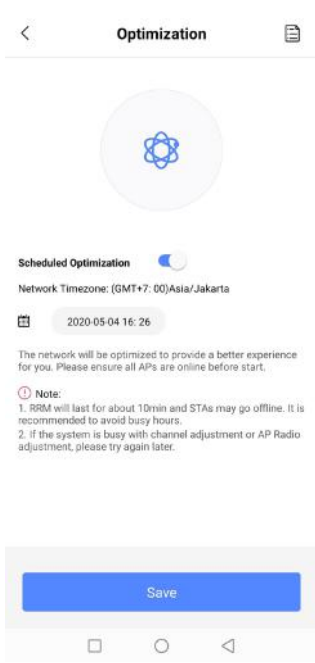 Optimization
Scheduled Optimization
Network Timezone: (GMT+7: 00)Asia/Jakarta
2020-05-04 16: 26
The network will be optimized to provide a better experience
for you. Please ensure all APs are online before start.
Note:
1. RRM will last for about 10min and STAs may go offline. It is
recommended to avoid busy hours.
2. If the system is busy with channel adjustment or AP Radio
adjustment, please try again later.
Save